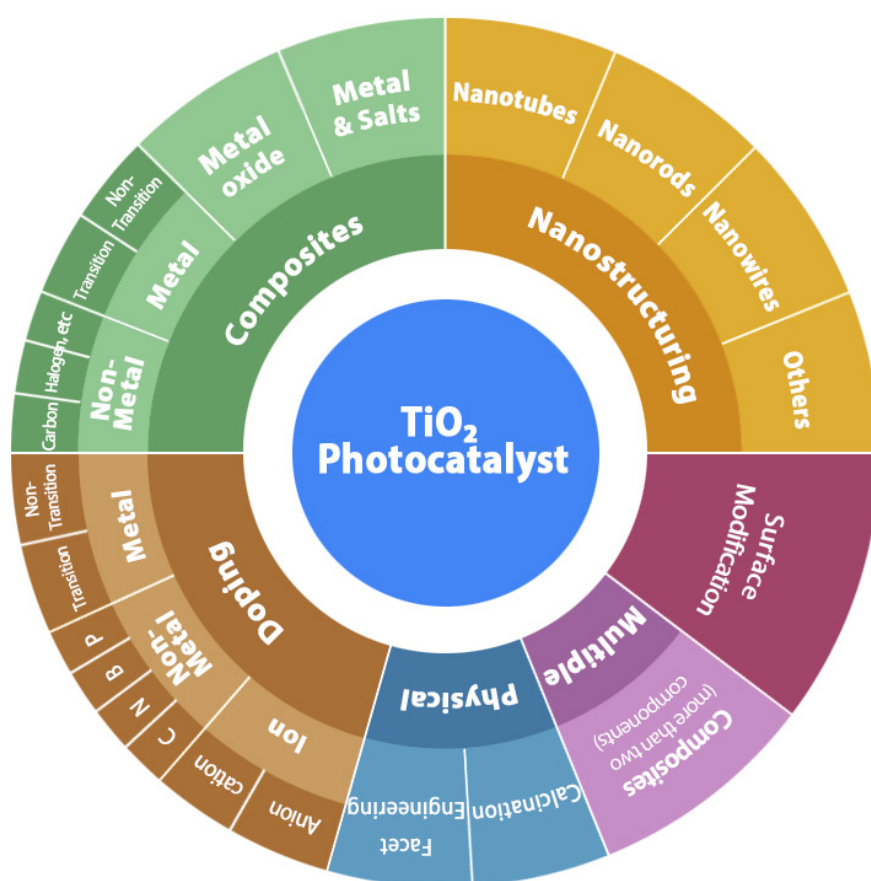 TiO₂
Photocatalyst
Composites
Metal
& Salts
Metal
oxide
Metal
Non-
Transition
Transition
Non-
Metal
Halogen, etc
Carbon
Nanostructuring
Nanotubes
Nanorods
Nanowires
Others
Surface
Modification
Multiple
Composites
(more than two
components)
Physical
Calcination
Facet
Engineering
Doping
Ion
Anion
cation
Non-
Metal
C
N
B
P
Metal
Transition
Non-
Transition